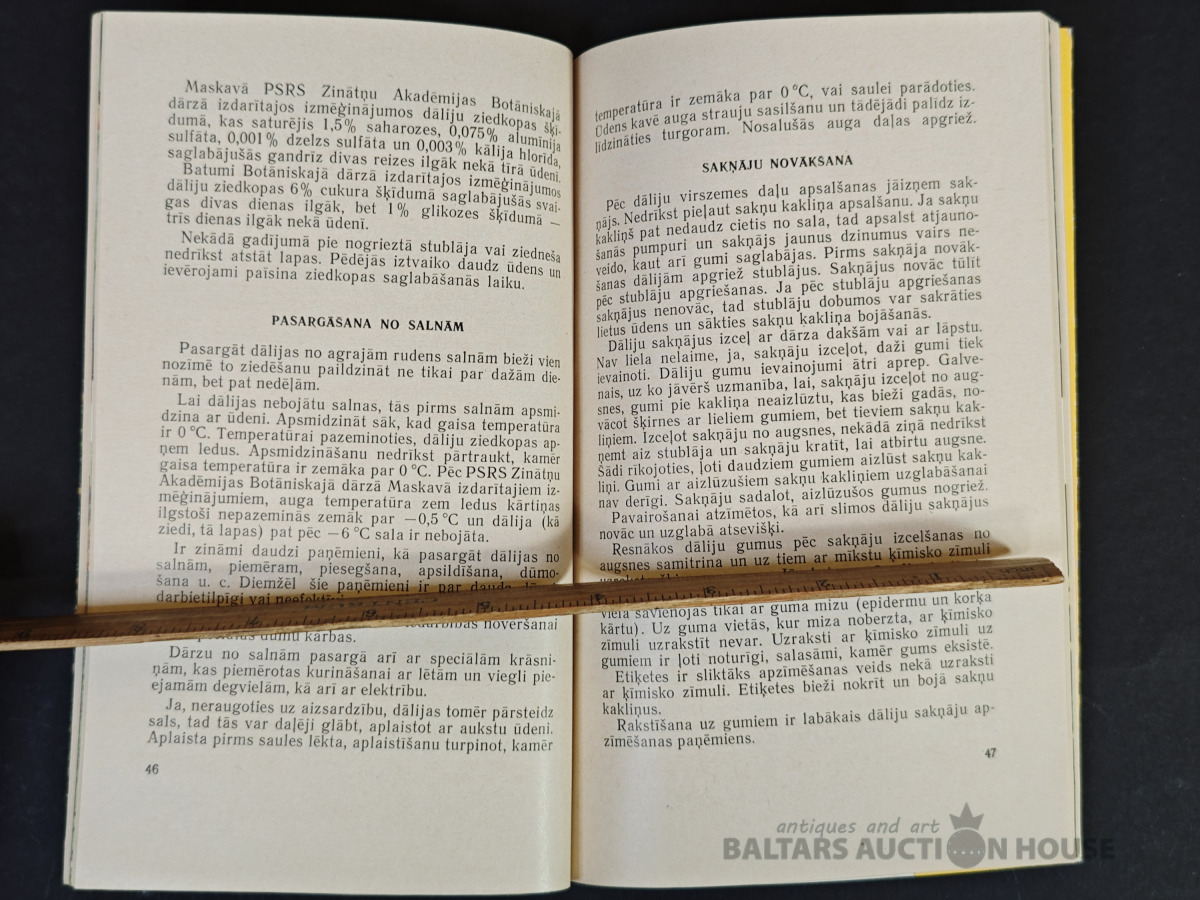 Maskavā PSRS Zinātņu Akadēmijas Botāniskajā
dārzā izdarītajos izmēģinājumos dāliju ziedkopas šķī-
dumā, kas saturējis 1,5% saharozes, 0,075% alumīnija
sulfāta, 0,001% dzelzs sulfāta un 0,003% kālija hlorīda,
saglabājušās gandrīz divas reizes ilgāk nekā tīrā ūdenī.
Batumi Botāniskajā dārzā izdarītajos izmēģinājumos
dāliju ziedkopas 6% cukura šķīdumā saglabājušās svai-
gas divas dienas ilgāk, bet 1% glikozes šķīdumā —
trīs dienas ilgāk nekā ūdenī.
Nekādā gadījumā pie nogrieztā stublāja vai ziedneša
nedrīkst atstāt lapas. Pēdējās iztvaiko daudz ūdens un
ievērojami paīsina ziedkopas saglabāšanās laiku.
PASARGĀŠANA NO SALNĀM
Pasargāt dālijas no agrajām rudens salnām bieži vien
nozīmē to ziedēšanu paildzināt ne tikai par dažām die-
nām, bet pat nedēļām.
Lai dālijas nebojātu salnas, tās pirms salnām apsmi-
dzina ar ūdeni. Apsmidzināt sāk, kad gaisa temperatūra
ir 0 °C. Temperatūrai pazeminoties, dāliju ziedkopas ap-
ņem ledus. Apsmidzināšanu nedrīkst pārtraukt, kamēr
gaisa temperatūra ir zemāka par 0 °C. Pēc PSRS Zinātņu
Akadēmijas Botāniskajā dārzā Maskavā izdarītajiem iz-
mēģinājumiem, auga temperatūra zem ledus kārtiņas
ilgstoši nepazeminās zemāk par —0,5 °C un dālija (kā
ziedi, tā lapas) pat pēc —6 °C sala ir nebojāta.
Ir zināmi daudzi paņēmieni, kā pasargāt dālijas no
salnām, piemēram, piesegšana, apsildīšana, dūmo-
šana u. c. Diemžēl šie paņēmieni ir par daudz
darbietilpīgi vai
novēršanai
dūmu kārbas.
Dārzu no salnām pasargā arī ar speciālām krāsni-
ņām, kas piemērotas kurināšanai ar lētām un viegli pie-
ejamām degvielām, kā arī ar elektrību.
Ja, neraugoties uz aizsardzību, dālijas tomēr pārsteidz
sals, tad tās var daļēji glābt, aplaistot ar aukstu ūdeni.
Aplaista pirms saules lēkta, aplaistīšanu turpinot, kamēr
46
temperatūra ir zemāka par 0 °C, vai saulei parādoties.
Ūdens kavē auga strauju sasilšanu un tādējādi palīdz iz-
līdzināties turgoram. Nosalušās auga daļas apgriež.
SAKŅĀJU NOVĀKŠANA
Pēc dāliju virszemes daļu apsalšanas jāizņem sak-
ņājs. Nedrīkst pieļaut sakņu kakliņa apsalšanu. Ja sakņu
kakliņš pat nedaudz cietis no sala, tad apsalst atjauno-
šanās pumpuri un sakņājs jaunus dzinumus vairs ne-
veido, kaut arī gumi saglabājas. Pirms sakņāja novāk-
šanas dālijām apgriež stublājus. Sakņājus novāc tūlīt
pēc stublāju apgriešanas. Ja pēc stublāju apgriešanas
sakņājus nenovāc, tad stublāju dobumos var sakrāties
lietus ūdens un sākties sakņu kakliņa bojāšanās.
Dāliju sakņājus izceļ ar dārza dakšām vai ar lāpstu.
Nav liela nelaime, ja, sakņāju izceļot, daži gumi tiek
ievainoti. Dāliju gumu ievainojumi ātri aprep. Galve-
nais, uz ko jāvērš uzmanība, lai, sakņāju izceļot no aug-
snes, gumi pie kakliņa neaizlūztu, kas bieži gadās, no-
vācot šķirnes ar lieliem gumiem, bet tieviem sakņu kak-
liņiem. Izceļot sakņāju no augsnes, nekādā ziņā nedrīkst
ņemt aiz stublāja un sakņāju kratīt, lai atbirtu augsne.
Šādi rīkojoties, ļoti daudziem gumiem aizlūst sakņu kak-
liņi. Gumi ar aizlūzušiem sakņu kakliņiem uzglabāšanai
nav derīgi. Sakņāju sadalot, aizlūzušos gumus nogriež.
Pavairošanai atzīmētos, kā arī slimos dāliju sakņājus
novāc un uzglabā atsevišķi.
Resnākos dāliju gumus pēc sakņāju izcelšanas no
augsnes samitrina un uz tiem ar mīkstu ķīmisko zīmuli
viela savienojas tikai ar guma mizu (epidermu un korķa
kārtu). Uz guma vietās, kur miza noberzta, ar ķīmisko
zīmuli uzrakstīt nevar. Uzraksti ar ķīmisko zīmuli uz
gumiem ir ļoti noturīgi, salasāmi, kamēr gums eksistē.
Etiķetes ir sliktāks apzīmēšanas veids nekā uzraksti
ar ķīmisko zīmuli. Etiķetes bieži nokrīt un bojā sakņu
kakliņus.
Rakstīšana uz gumiem ir labākais dāliju sakņāju ap-
zīmēšanas paņēmiens.
47
antiques and art
BALTARS AUCTION HOUSE